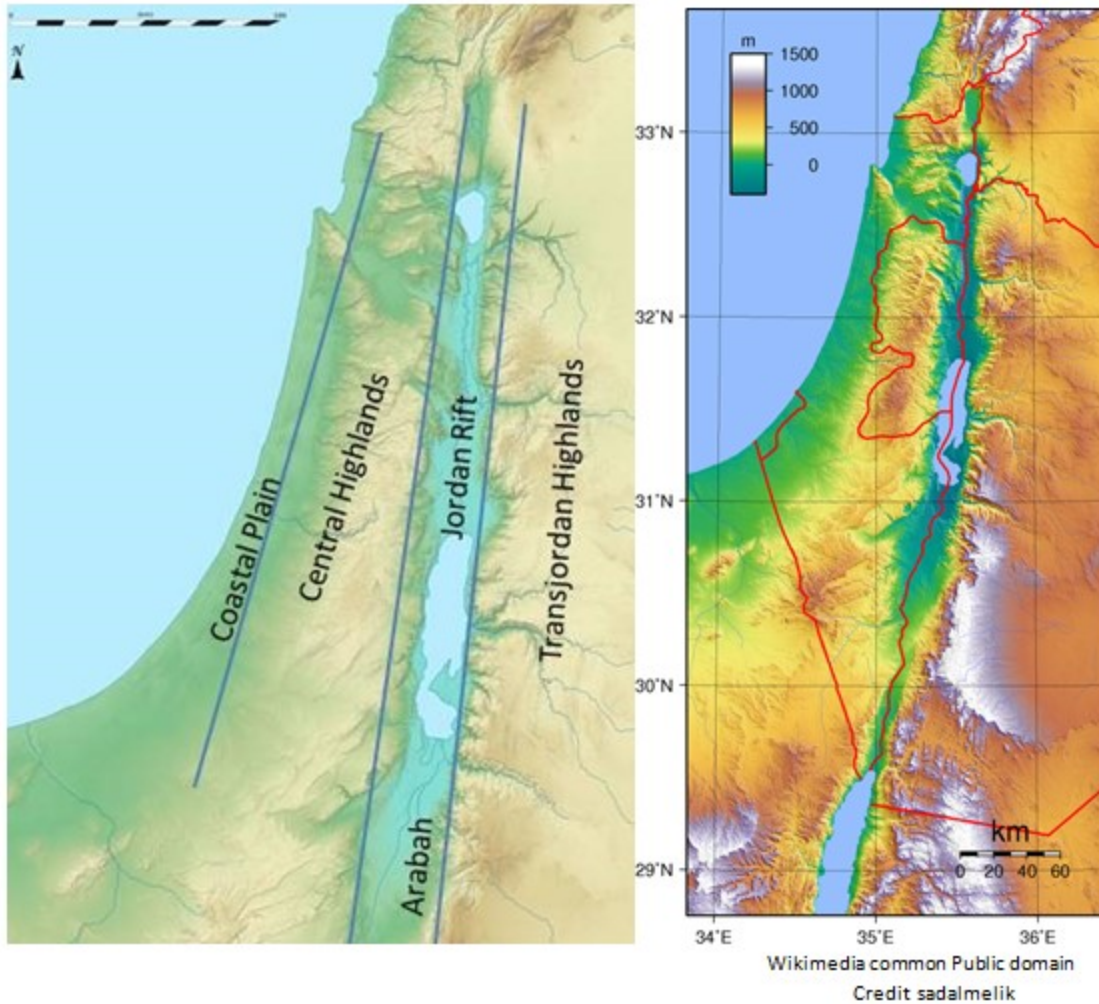 N
Coastal Plain
Central Highlands
Jordan Rift
Transjordan Highlands
Arabah
m
1500
1000
500
0
33°N
32°N
31°N
30°N
29°N
km
0 20 40 60
34°E 35°E 36°E
Wikimedia common Public domain
Credit sadalmelik